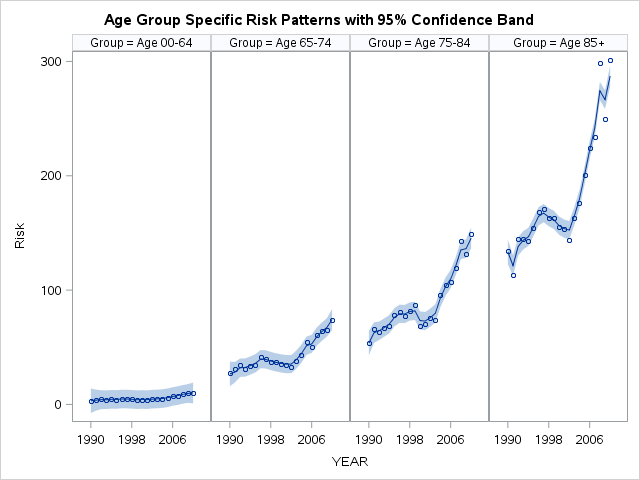 Age Group Specific Risk Patterns with 95% Confidence Band
Group = Age 00-64 Group = Age 65-74 Group = Age 75-84 Group = Age 85+
300
200
100
0
Risk
1990 1998 2006 1990 1998 2006 1990 1998 2006 1990 1998 2006
YEAR